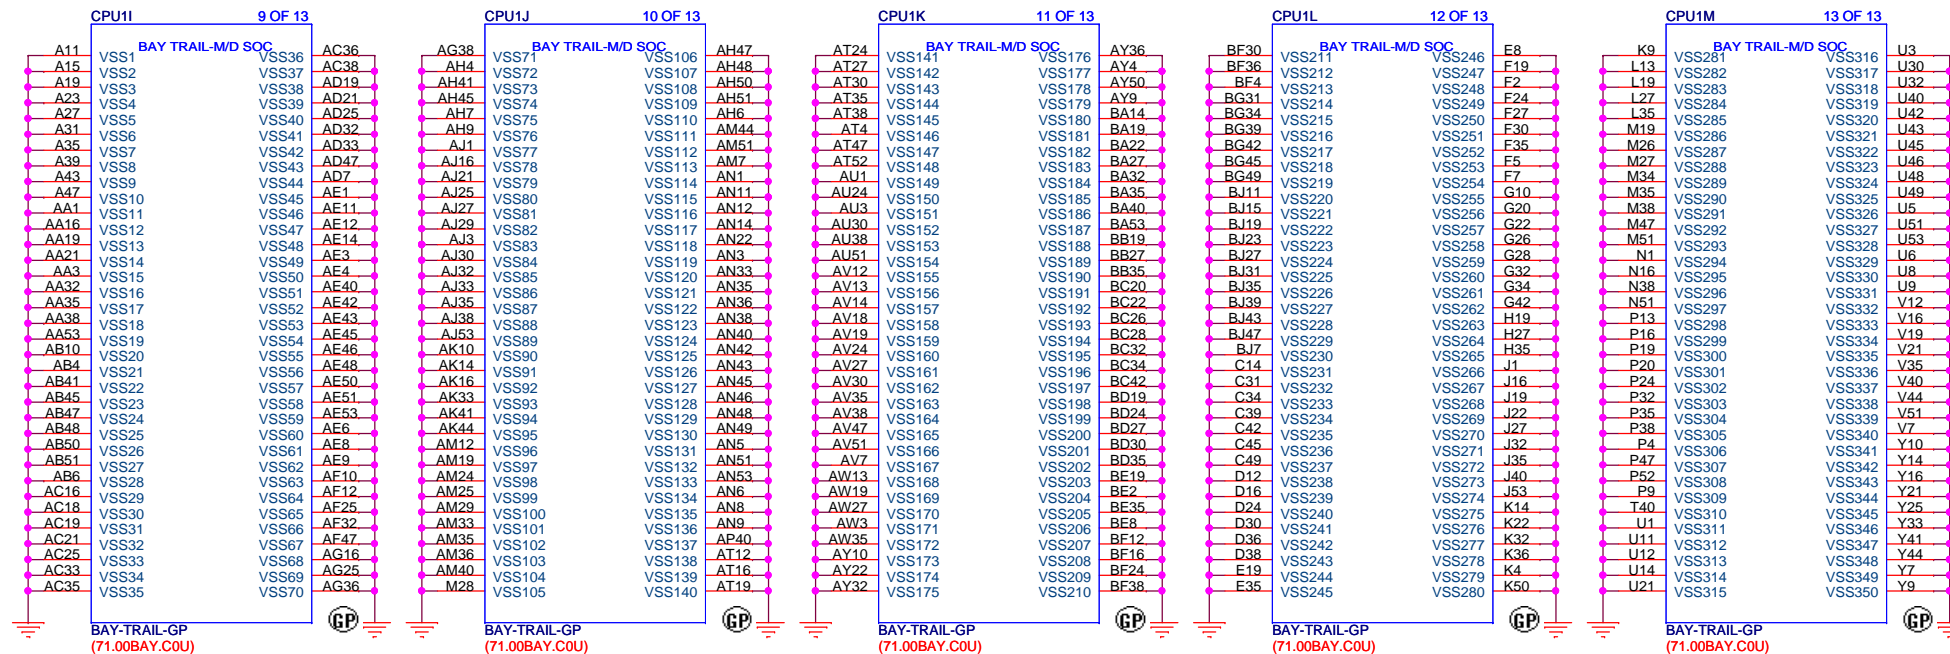 CPU1I 9 OF 13
BAY TRAIL-M/D SOC
A11 VSS1 VSS36 AC36
A15 VSS2 VSS37 AC38
A19 VSS3 VSS38 AD19
A23 VSS4 VSS39 AD21
A27 VSS5 VSS40 AD25
A31 VSS6 VSS41 AD32
A35 VSS7 VSS42 AD33
A39 VSS8 VSS43 AD47
A43 VSS9 VSS44 AD7
A47 VSS10 VSS45 AE1
AA1 VSS11 VSS46 AE11
AA16 VSS12 VSS47 AE12
AA19 VSS13 VSS48 AE14
AA21 VSS14 VSS49 AE3
AA3 VSS15 VSS50 AE4
AA32 VSS16 VSS51 AE40
AA35 VSS17 VSS52 AE42
AA38 VSS18 VSS53 AE43
AA53 VSS19 VSS54 AE45
AB10 VSS20 VSS55 AE46
AB4 VSS21 VSS56 AE48
AB41 VSS22 VSS57 AE50
AB45 VSS23 VSS58 AE51
AB47 VSS24 VSS59 AE53
AB48 VSS25 VSS60 AE6
AB50 VSS26 VSS61 AE8
AB51 VSS27 VSS62 AE9
AB6 VSS28 VSS63 AF10
AC16 VSS29 VSS64 AF12
AC18 VSS30 VSS65 AF25
AC19 VSS31 VSS66 AF32
AC21 VSS32 VSS67 AF47
AC25 VSS33 VSS68 AG16
AC33 VSS34 VSS69 AG25
AC35 VSS35 VSS70 AG36
GP
BAY-TRAIL-GP
(71.00BAY.C0U)
CPU1J 10 OF 13
BAY TRAIL-M/D SOC
AG38 VSS71 VSS106 AH47
AH4 VSS72 VSS107 AH48
AH41 VSS73 VSS108 AH50
AH45 VSS74 VSS109 AH51
AH7 VSS75 VSS110 AH6
AH9 VSS76 VSS111 AM44
AJ1 VSS77 VSS112 AM51
AJ16 VSS78 VSS113 AM7
AJ21 VSS79 VSS114 AN1
AJ25 VSS80 VSS115 AN11
AJ27 VSS81 VSS116 AN12
AJ29 VSS82 VSS117 AN14
AJ3 VSS83 VSS118 AN22
AJ30 VSS84 VSS119 AN3
AJ32 VSS85 VSS120 AN33
AJ33 VSS86 VSS121 AN35
AJ35 VSS87 VSS122 AN36
AJ38 VSS88 VSS123 AN38
AJ53 VSS89 VSS124 AN40
AK10 VSS90 VSS125 AN42
AK14 VSS91 VSS126 AN43
AK16 VSS92 VSS127 AN45
AK33 VSS93 VSS128 AN46
AK41 VSS94 VSS129 AN48
AK44 VSS95 VSS130 AN49
AM12 VSS96 VSS131 AN5
AM19 VSS97 VSS132 AN51
AM24 VSS98 VSS133 AN53
AM25 VSS99 VSS134 AN6
AM29 VSS100 VSS135 AN8
AM33 VSS101 VSS136 AN9
AM35 VSS102 VSS137 AP40
AM36 VSS103 VSS138 AT12
AM40 VSS104 VSS139 AT16
M28 VSS105 VSS140 AT19
GP
BAY-TRAIL-GP
(71.00BAY.C0U)
CPU1K 11 OF 13
BAY TRAIL-M/D SOC
AT24 VSS141 VSS176 AY36
AT27 VSS142 VSS177 AY4
AT30 VSS143 VSS178 AY50
AT35 VSS144 VSS179 AY9
AT38 VSS145 VSS180 BA14
AT4 VSS146 VSS181 BA19
AT47 VSS147 VSS182 BA22
AT52 VSS148 VSS183 BA27
AU1 VSS149 VSS184 BA32
AU24 VSS150 VSS185 BA35
AU3 VSS151 VSS186 BA40
AU30 VSS152 VSS187 BA53
AU38 VSS153 VSS188 BB19
AU51 VSS154 VSS189 BB27
AV12 VSS155 VSS190 BB35
AV13 VSS156 VSS191 BC20
AV14 VSS157 VSS192 BC22
AV18 VSS158 VSS193 BC26
AV19 VSS159 VSS194 BC28
AV24 VSS160 VSS195 BC32
AV27 VSS161 VSS196 BC34
AV30 VSS162 VSS197 BC42
AV35 VSS163 VSS198 BD19
AV38 VSS164 VSS199 BD24
AV47 VSS165 VSS200 BD27
AV51 VSS166 VSS201 BD30
AV7 VSS167 VSS202 BD35
AW13 VSS168 VSS203 BE19
AW19 VSS169 VSS204 BE2
AW27 VSS170 VSS205 BE35
AW3 VSS171 VSS206 BE8
AW35 VSS172 VSS207 BF12
AY10 VSS173 VSS208 BF16
AY22 VSS174 VSS209 BF24
AY32 VSS175 VSS210 BF38
GP
BAY-TRAIL-GP
(71.00BAY.C0U)
CPU1L 12 OF 13
BAY TRAIL-M/D SOC
BF30 VSS211 VSS246 E8
BF36 VSS212 VSS247 F19
BF4 VSS213 VSS248 F2
BG31 VSS214 VSS249 F24
BG34 VSS215 VSS250 F27
BG39 VSS216 VSS251 F30
BG42 VSS217 VSS252 F35
BG45 VSS218 VSS253 F5
BG49 VSS219 VSS254 F7
BJ11 VSS220 VSS255 G10
BJ15 VSS221 VSS256 G20
BJ19 VSS222 VSS257 G22
BJ23 VSS223 VSS258 G26
BJ27 VSS224 VSS259 G28
BJ31 VSS225 VSS260 G32
BJ35 VSS226 VSS261 G34
BJ39 VSS227 VSS262 G42
BJ43 VSS228 VSS263 H19
BJ47 VSS229 VSS264 H27
BJ7 VSS230 VSS265 H35
C14 VSS231 VSS266 J1
C31 VSS232 VSS267 J16
C34 VSS233 VSS268 J19
C39 VSS234 VSS269 J22
C42 VSS235 VSS270 J27
C45 VSS236 VSS271 J32
C49 VSS237 VSS272 J35
D12 VSS238 VSS273 J40
D16 VSS239 VSS274 J53
D24 VSS240 VSS275 K14
D30 VSS241 VSS276 K22
D36 VSS242 VSS277 K32
D38 VSS243 VSS278 K36
E19 VSS244 VSS279 K4
E35 VSS245 VSS280 K50
GP
BAY-TRAIL-GP
(71.00BAY.C0U)
CPU1M 13 OF 13
BAY TRAIL-M/D SOC
K9 VSS281 VSS316 U3
L13 VSS282 VSS317 U30
L19 VSS283 VSS318 U32
L27 VSS284 VSS319 U40
L35 VSS285 VSS320 U42
M19 VSS286 VSS321 U43
M26 VSS287 VSS322 U45
M27 VSS288 VSS323 U46
M34 VSS289 VSS324 U48
M35 VSS290 VSS325 U49
M38 VSS291 VSS326 U5
M47 VSS292 VSS327 U51
M51 VSS293 VSS328 U53
N1 VSS294 VSS329 U6
N16 VSS295 VSS330 U8
N38 VSS296 VSS331 U9
N51 VSS297 VSS332 V12
P13 VSS298 VSS333 V16
P16 VSS299 VSS334 V19
P19 VSS300 VSS335 V21
P20 VSS301 VSS336 V35
P24 VSS302 VSS337 V40
P32 VSS303 VSS338 V44
P35 VSS304 VSS339 V51
P38 VSS305 VSS340 V7
P4 VSS306 VSS341 Y10
P47 VSS307 VSS342 Y14
P52 VSS308 VSS343 Y16
P9 VSS309 VSS344 Y21
T40 VSS310 VSS345 Y25
U1 VSS311 VSS346 Y33
U11 VSS312 VSS347 Y41
U12 VSS313 VSS348 Y44
U14 VSS314 VSS349 Y7
U21 VSS315 VSS350 Y9
GP
BAY-TRAIL-GP
(71.00BAY.C0U)